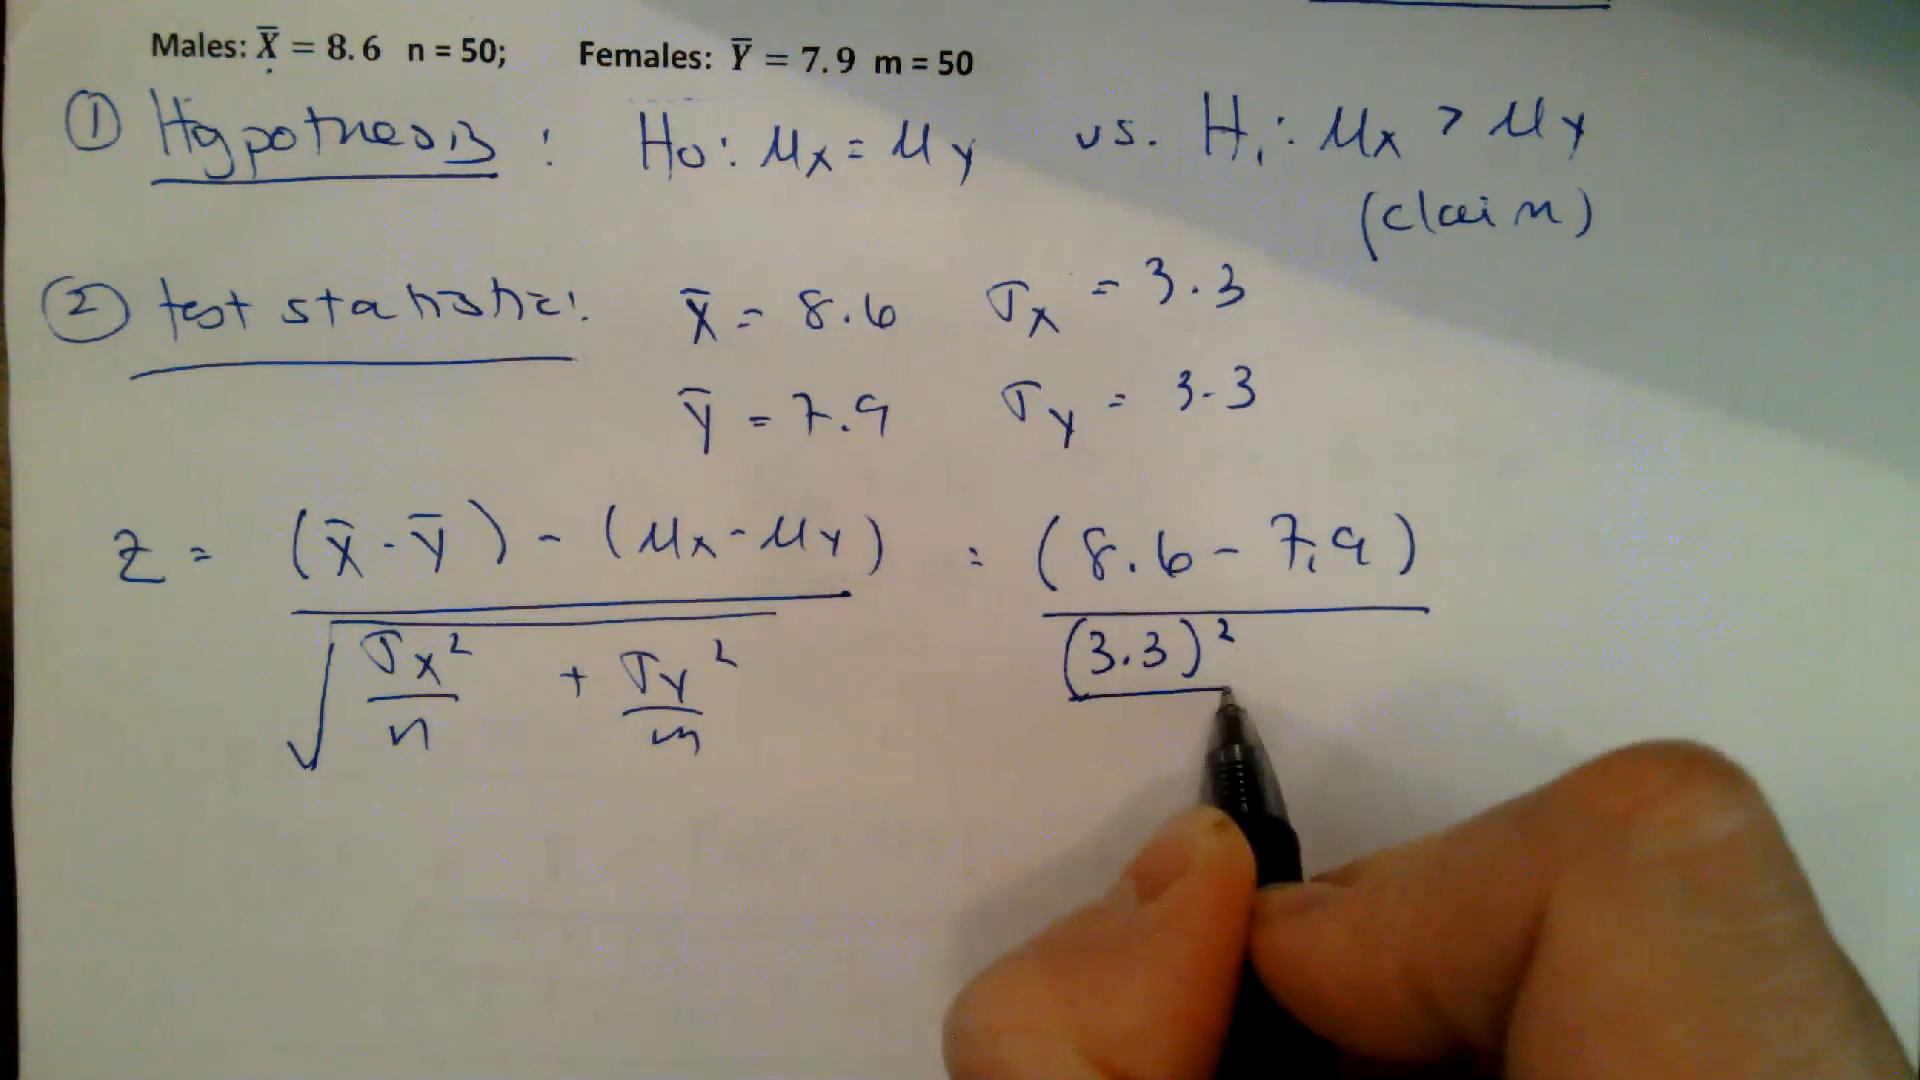 Males: X̄ = 8.6 n = 50; Females: Ȳ = 7.9 m = 50
① Hypothesis : H₀: μx = μy vs. H₁: μx > μy
(claim)
② test statistic: x̄ = 8.6 σx = 3.3
ȳ = 7.9 σy = 3.3
z = (x̄ - ȳ) - (μx - μy) = (8.6 - 7.9)
√ σx² + σy² (3.3)²
n m